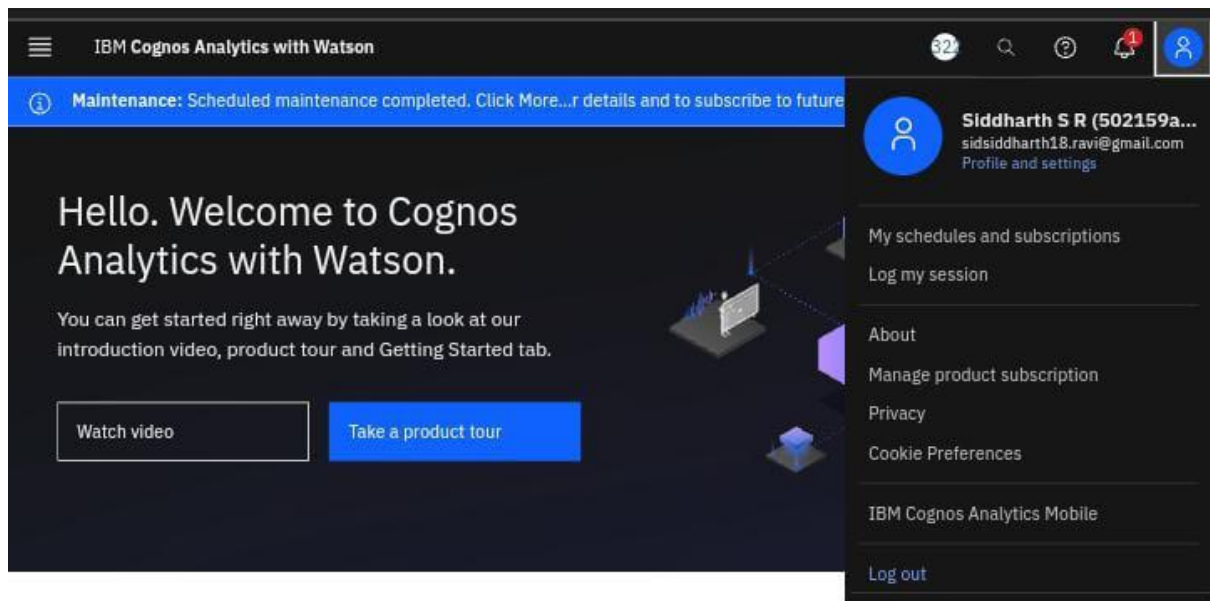 IBM Cognos Analytics with Watson
1
Maintenance: Scheduled maintenance completed. Click More...r details and to subscribe to future
Siddharth S R (502159a...
sidsiddharth18.ravi@gmail.com
Profile and settings
Hello. Welcome to Cognos
Analytics with Watson.
You can get started right away by taking a look at our
introduction video, product tour and Getting Started tab.
Watch video
Take a product tour
My schedules and subscriptions
Log my session
About
Manage product subscription
Privacy
Cookie Preferences
IBM Cognos Analytics Mobile
Log out